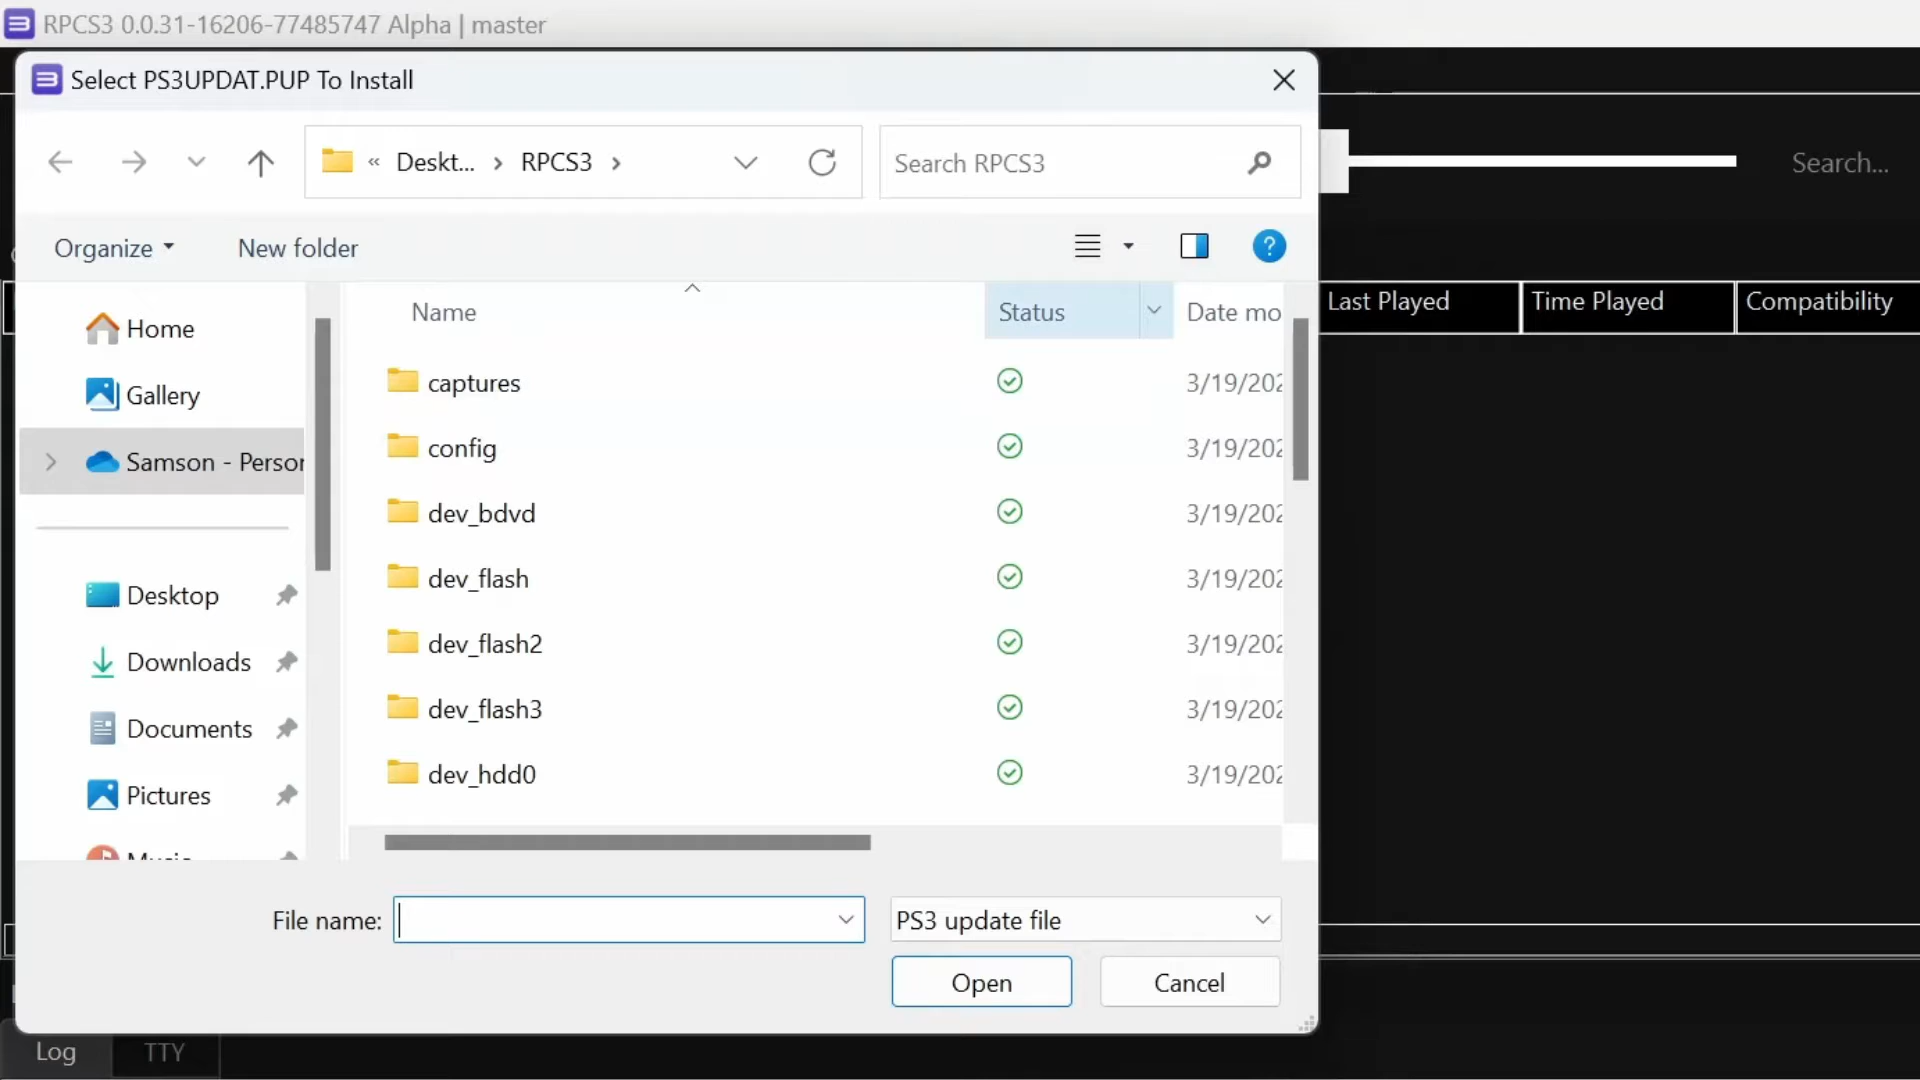 RPCS3 0.0.31-16206-77485747 Alpha | master
Select PS3UPDAT.PUP To Install
« Deskt... › RPCS3 ›
Search RPCS3
Search...
Organize
New folder
Last Played
Time Played
Compatibility
Name
Status
Date mo
Home
Gallery
Samson - Person
Desktop
Downloads
Documents
Pictures
Music
captures
3/19/202
config
3/19/202
dev_bdvd
3/19/202
dev_flash
3/19/202
dev_flash2
3/19/202
dev_flash3
3/19/202
dev_hdd0
3/19/202
File name:
PS3 update file
Open
Cancel
Log
TTY